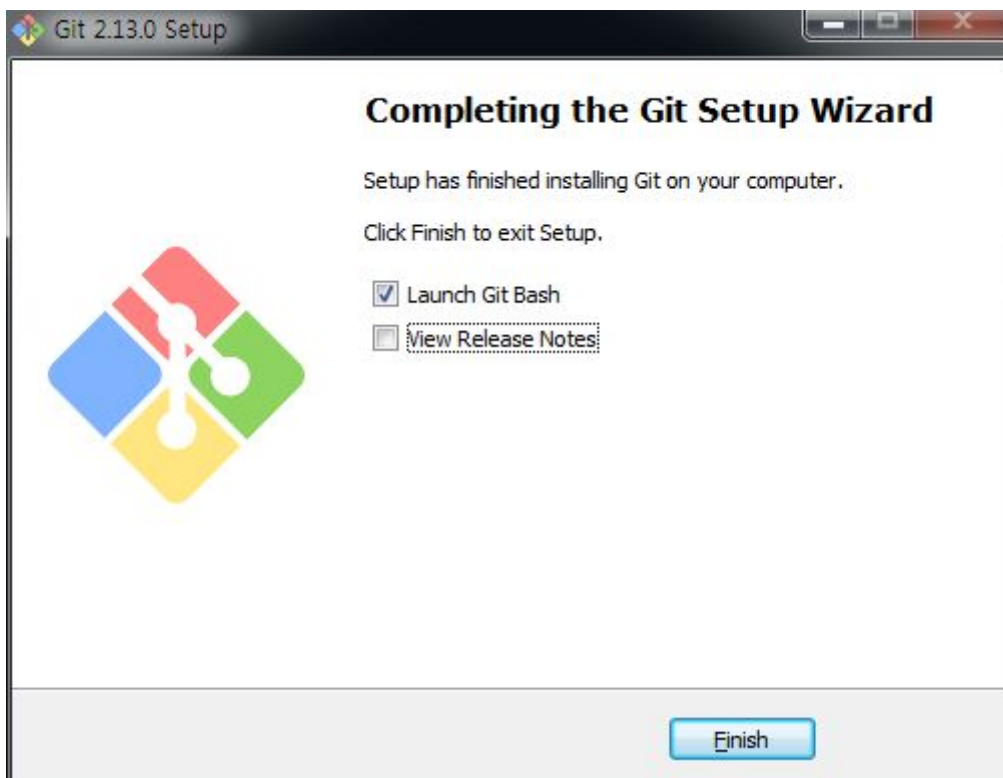 Git 2.13.0 Setup
Completing the Git Setup Wizard
Setup has finished installing Git on your computer.
Click Finish to exit Setup.
Launch Git Bash
View Release Notes
Finish